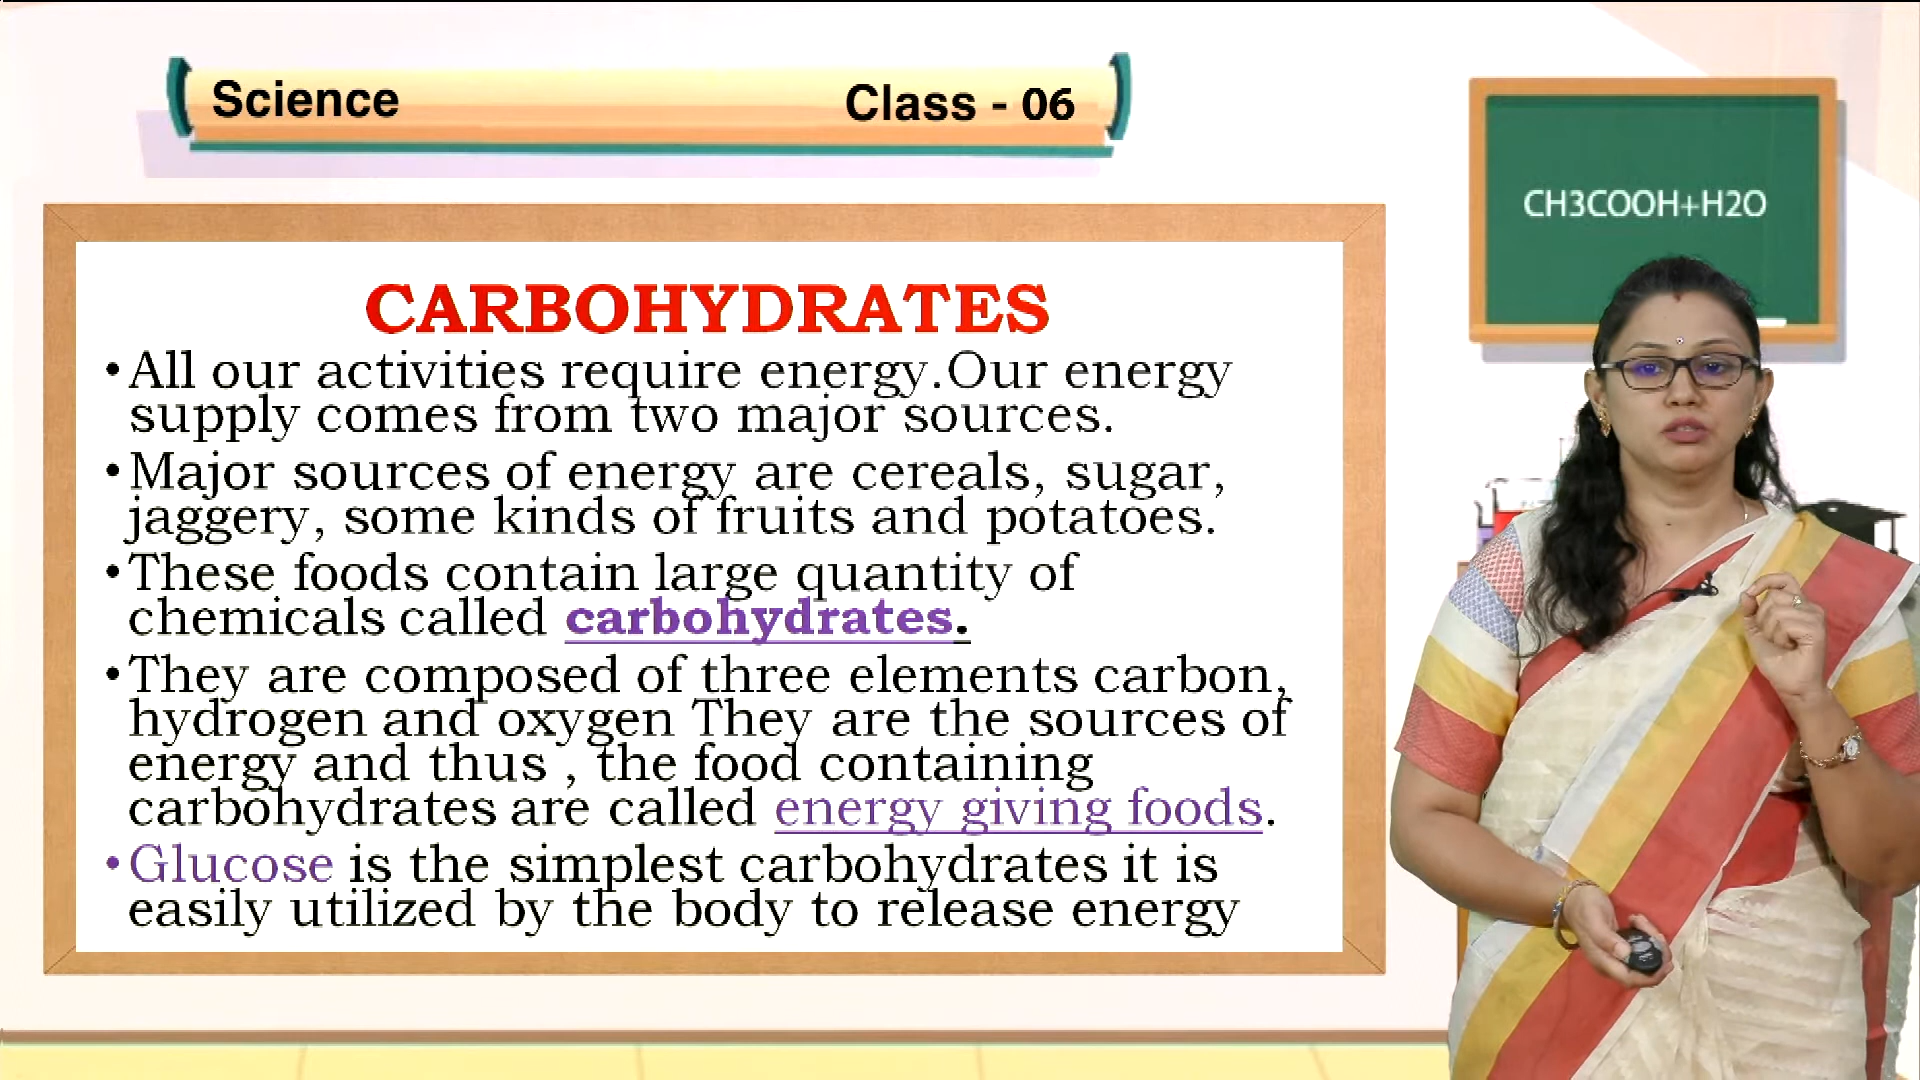 Science
Class - 06
CH3COOH+H2O
CARBOHYDRATES
•All our activities require energy.Our energy
supply comes from two major sources.
•Major sources of energy are cereals, sugar,
jaggery, some kinds of fruits and potatoes.
•These foods contain large quantity of
chemicals called carbohydrates.
•They are composed of three elements carbon,
hydrogen and oxygen They are the sources of
energy and thus , the food containing
carbohydrates are called energy giving foods.
•Glucose is the simplest carbohydrates it is
easily utilized by the body to release energy